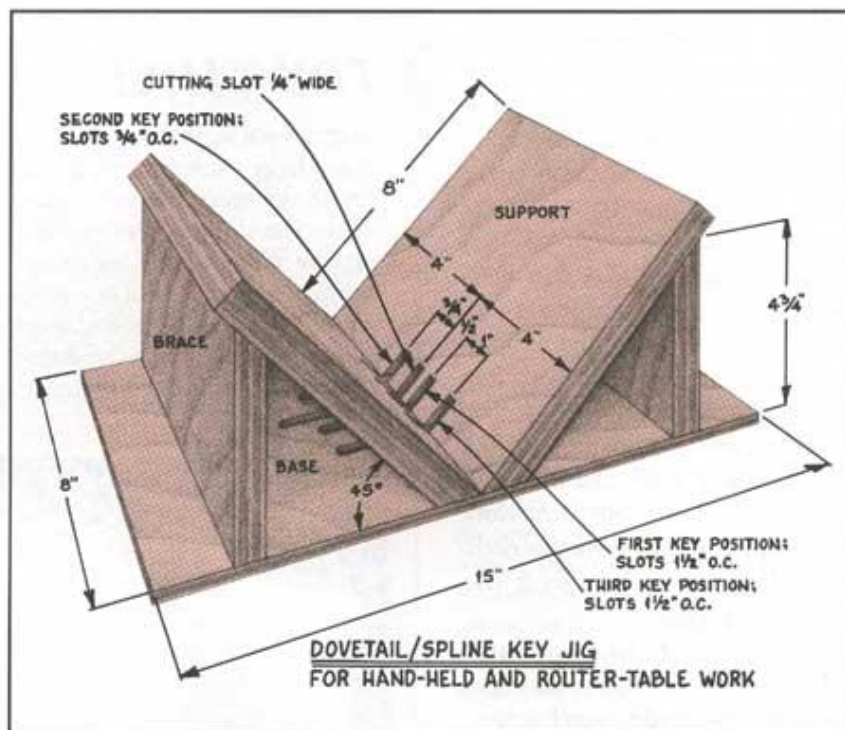 CUTTING SLOT 1/4" WIDE
SECOND KEY POSITION;
SLOTS 3/4" O.C.
8"
SUPPORT
4"
3/4"
1/2"
1"
4"
4 3/4"
BRACE
8"
BASE
45°
FIRST KEY POSITION;
SLOTS 1 1/2" O.C.
15"
THIRD KEY POSITION;
SLOTS 1 1/2" O.C.
DOVETAIL/SPLINE KEY JIG
FOR HAND-HELD AND ROUTER-TABLE WORK